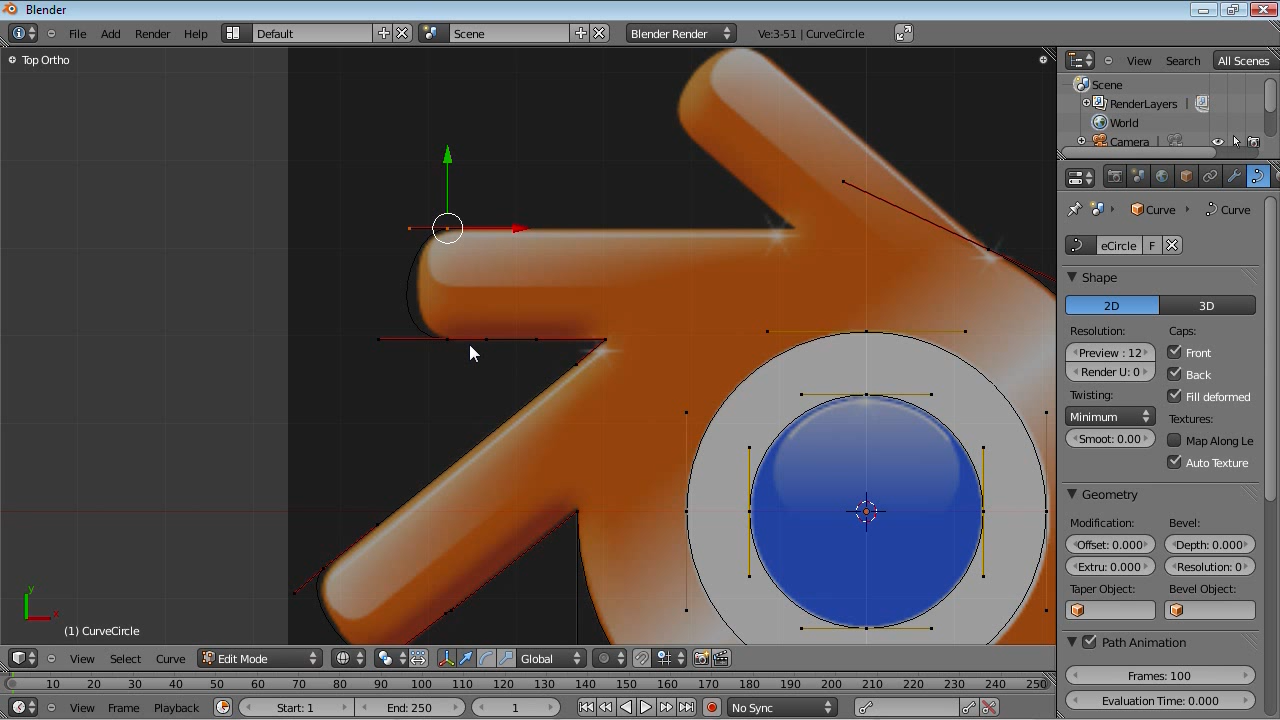 Blender
File Add Render Help Default Scene Blender Render Ve:3-51 | CurveCircle
Top Ortho
(1) CurveCircle
y
x
View Search All Scenes
Scene
RenderLayers
World
Camera
Curve Curve
eCircle F
Shape
2D 3D
Resolution: Caps:
Preview : 12 Front
Render U: 0 Back
Twisting: Fill deformed
Minimum Textures:
Smoot: 0.00 Map Along Le
Auto Texture
Geometry
Modification: Bevel:
Offset: 0.000 Depth: 0.000
Extru: 0.000 Resolution: 0
Taper Object: Bevel Object:
Path Animation
Frames: 100
Evaluation Time: 0.000
View Select Curve Edit Mode Global
10 20 30 40 50 60 70 80 90 100 110 120 130 140 150 160 170 180 190 200 210 220 230 240 250
View Frame Playback Start: 1 End: 250 1 No Sync